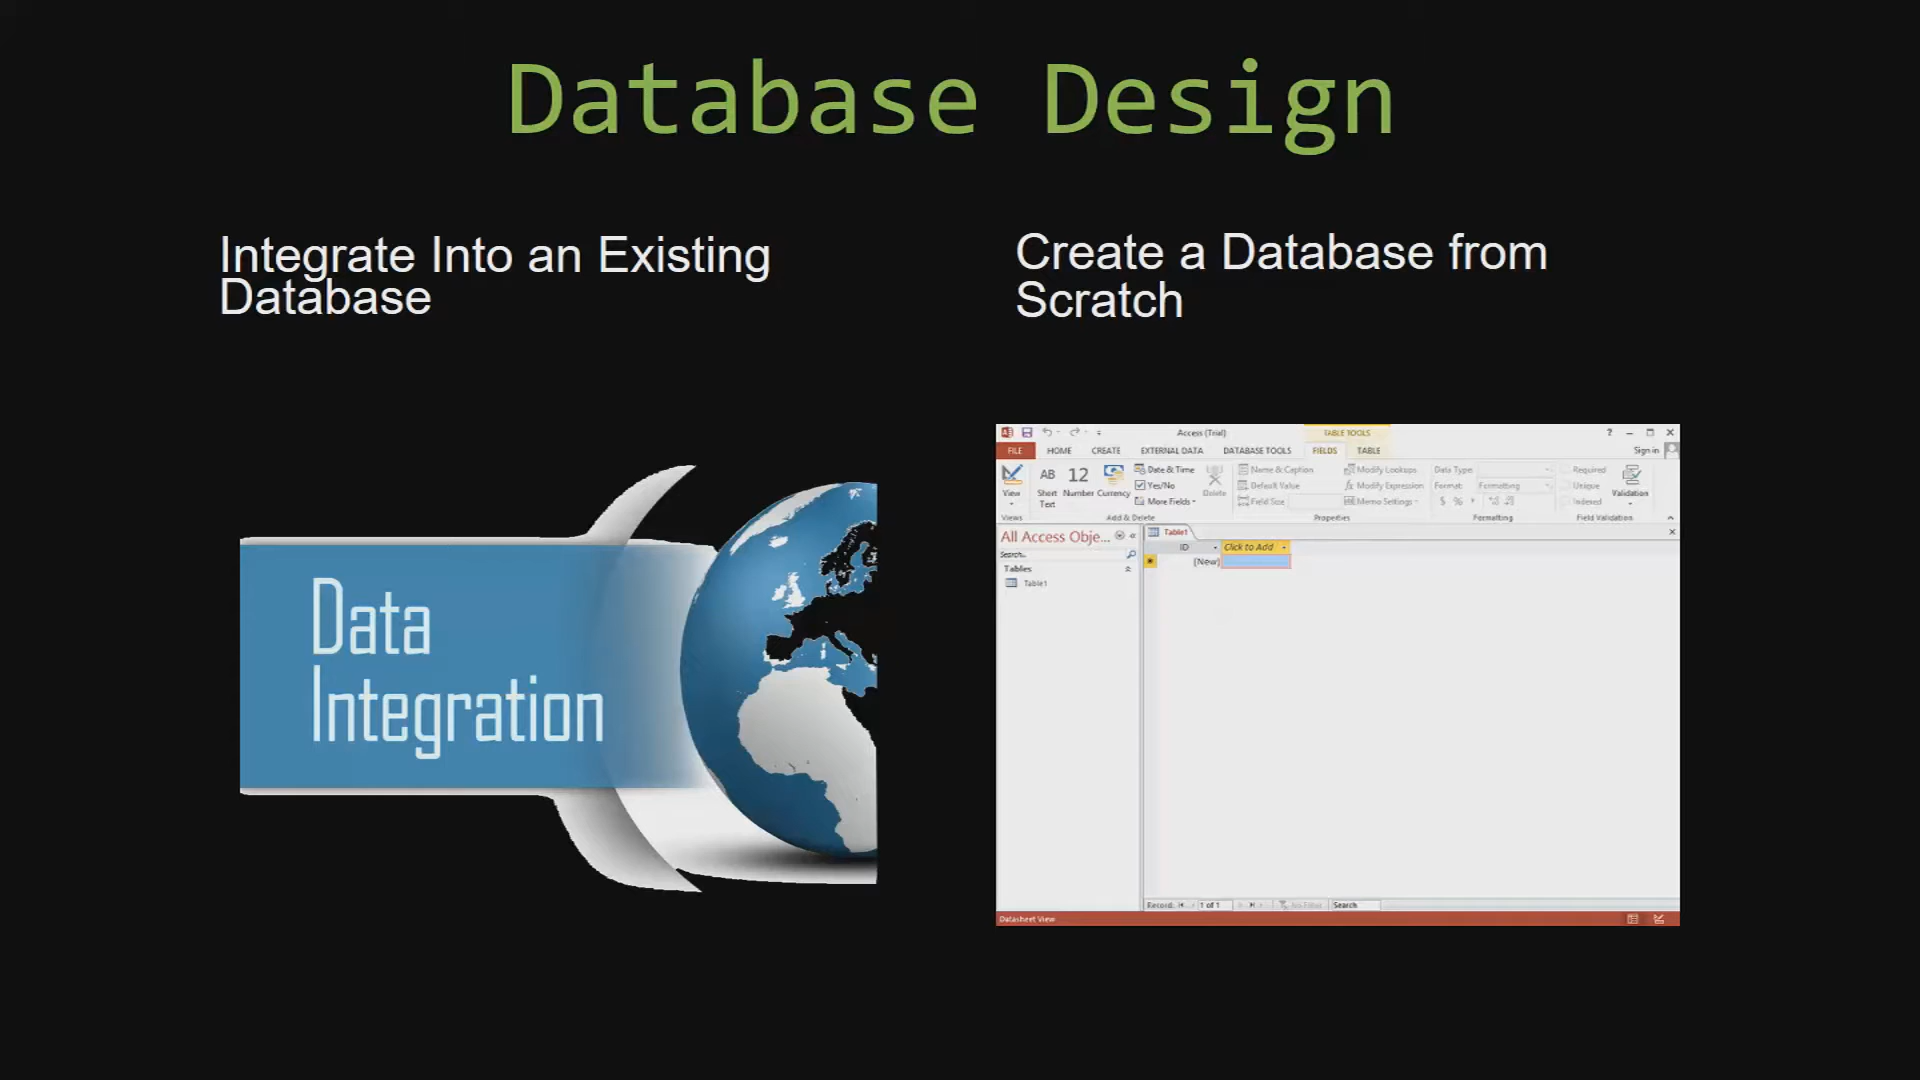 Database Design
Integrate Into an Existing
Database
Create a Database from
Scratch
Data
Integration
Access (Trial)
TABLE TOOLS
?
FILE HOME CREATE EXTERNAL DATA DATABASE TOOLS FIELDS TABLE Sign in
View
Views
AB
Short
Text
12
Number
Currency
Date & Time
Yes/No
More Fields
Delete
Add & Delete
Name & Caption
Default Value
Field Size
Modify Lookups
Modify Expression
Memo Settings
Properties
Data Type:
Format: Formatting
$ %
Formatting
Required
Unique
Indexed
Validation
Field Validation
All Access Obje...
Search...
Tables
Table1
Table1
ID Click to Add
(New)
Record: 1 of 1 No Filter Search
Datasheet View